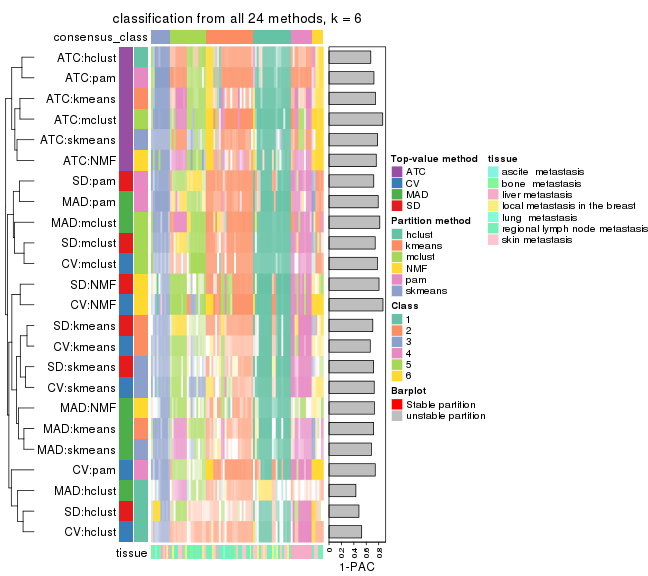 classification from all 24 methods, k = 6
consensus_class
ATC:hclust
ATC:pam
ATC:kmeans
ATC:mclust
ATC:skmeans
ATC:NMF
SD:pam
MAD:pam
MAD:mclust
SD:mclust
CV:mclust
SD:NMF
CV:NMF
SD:kmeans
CV:kmeans
SD:skmeans
CV:skmeans
MAD:NMF
MAD:kmeans
MAD:skmeans
CV:pam
MAD:hclust
SD:hclust
CV:hclust
tissue
0 0.2 0.4 0.6 0.8
1-PAC
Top-value method
ATC
CV
MAD
SD
Partition method
hclust
kmeans
mclust
NMF
pam
skmeans
Class
1
2
3
4
5
6
Barplot
Stable partition
unstable partition
tissue
ascite metastasis
bone metastasis
liver metastasis
local metastasis in the breast
lung metastasis
regional lymph node metastasis
skin metastasis